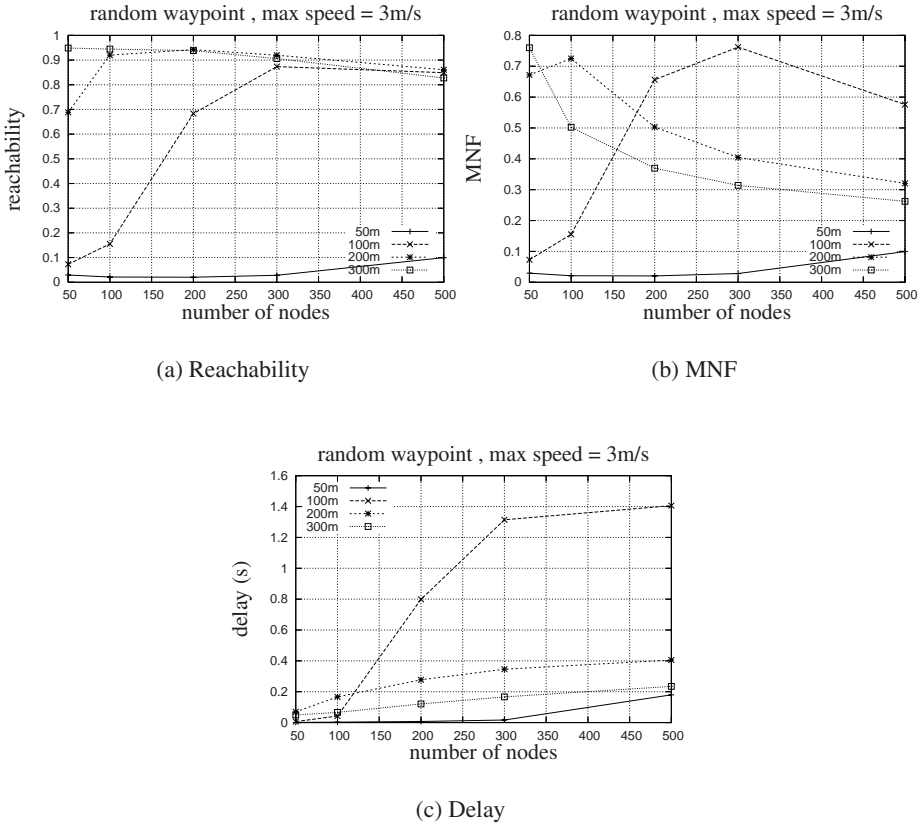 random waypoint , max speed = 3m/s
1
0.9
0.8
0.7
0.6
0.5
0.4
0.3
0.2
0.1
0
reachability
50m
100m
200m
300m
50 100 150 200 250 300 350 400 450 500
number of nodes
(a) Reachability
random waypoint , max speed = 3m/s
0.8
0.7
0.6
0.5
0.4
0.3
0.2
0.1
0
MNF
50m
100m
200m
300m
50 100 150 200 250 300 350 400 450 500
number of nodes
(b) MNF
random waypoint , max speed = 3m/s
1.6
1.4
1.2
1
0.8
0.6
0.4
0.2
0
delay (s)
50m
100m
200m
300m
50 100 150 200 250 300 350 400 450 500
number of nodes
(c) Delay